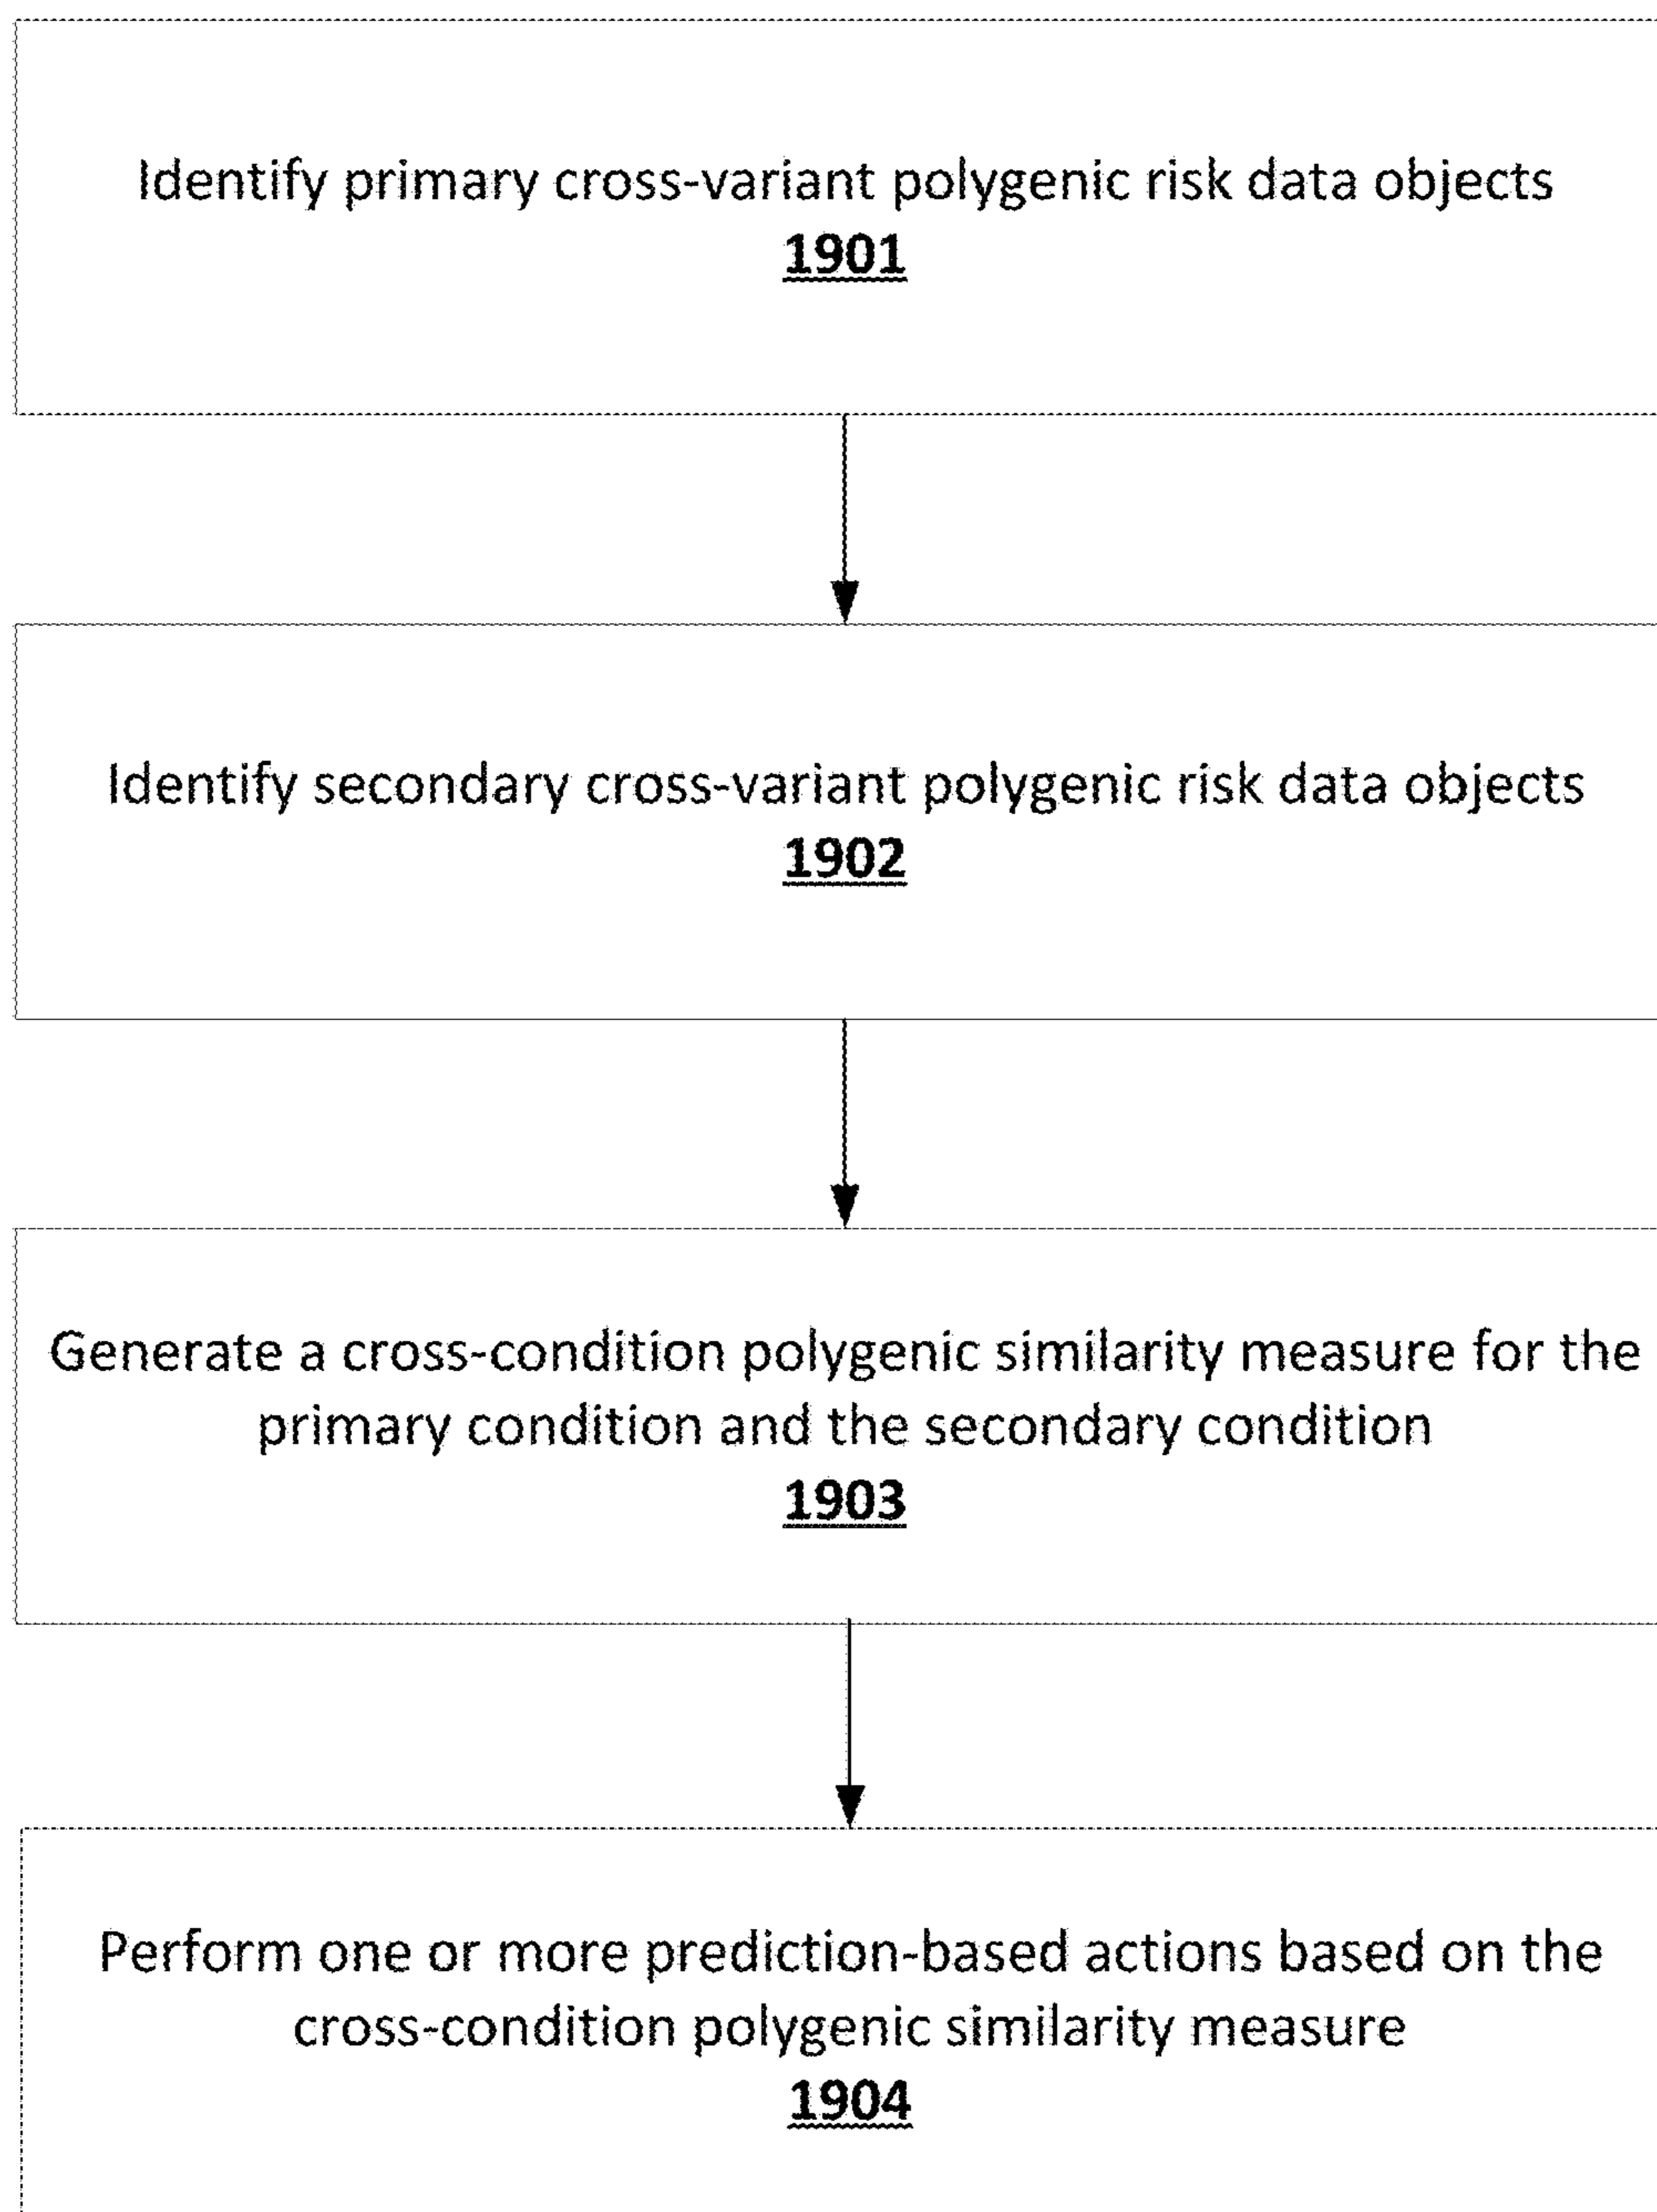 Identify primary cross-variant polygenic risk data objects
1901
Identify secondary cross-variant polygenic risk data objects
1902
Generate a cross-condition polygenic similarity measure for the
primary condition and the secondary condition
1903
Perform one or more prediction-based actions based on the
cross-condition polygenic similarity measure
1904